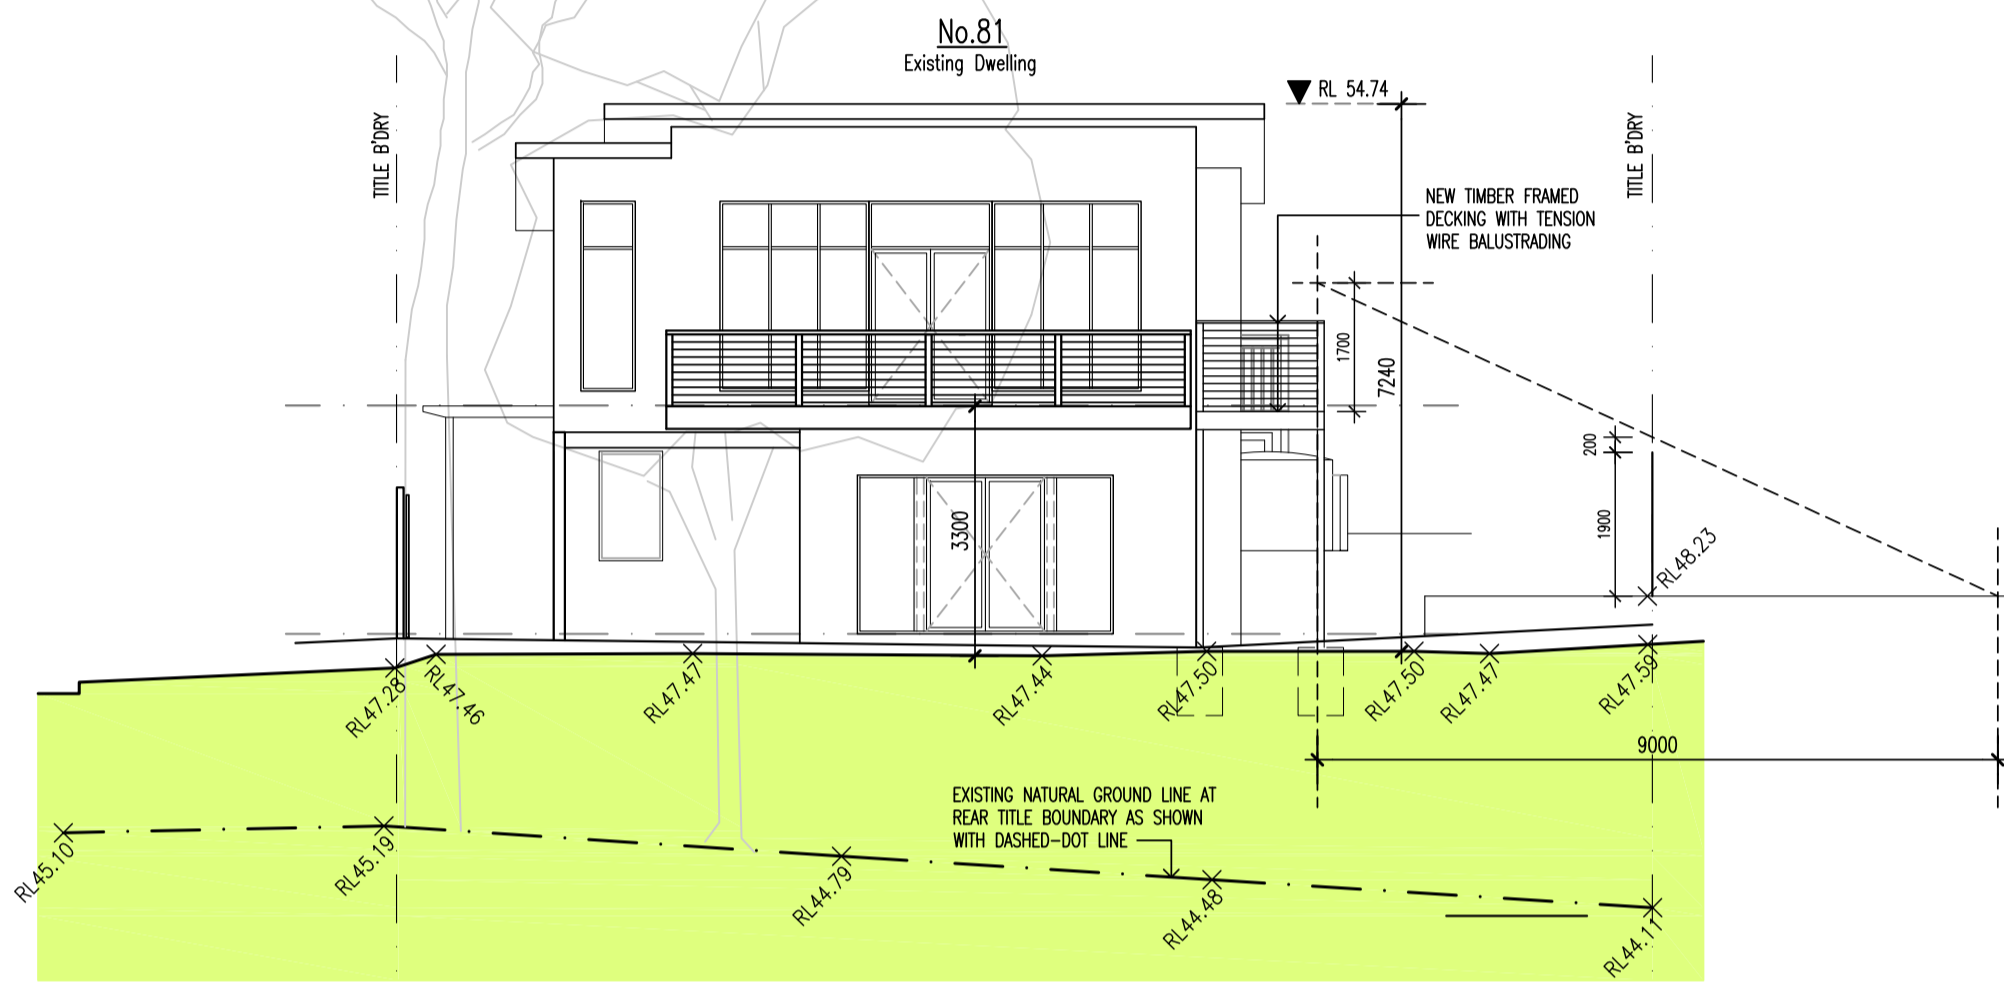 No.81
Existing Dwelling
RL 54.74
TITLE B'DRY
TITLE B'DRY
NEW TIMBER FRAMED
DECKING WITH TENSION
WIRE BALUSTRADING
1700
7240
200
1900
3300
RL48.23
RL47.28
RL47.46
RL47.47
RL47.44
RL47.50
RL47.50
RL47.47
RL47.59
9000
EXISTING NATURAL GROUND LINE AT
REAR TITLE BOUNDARY AS SHOWN
WITH DASHED-DOT LINE
RL45.10
RL45.19
RL44.79
RL44.48
RL44.11